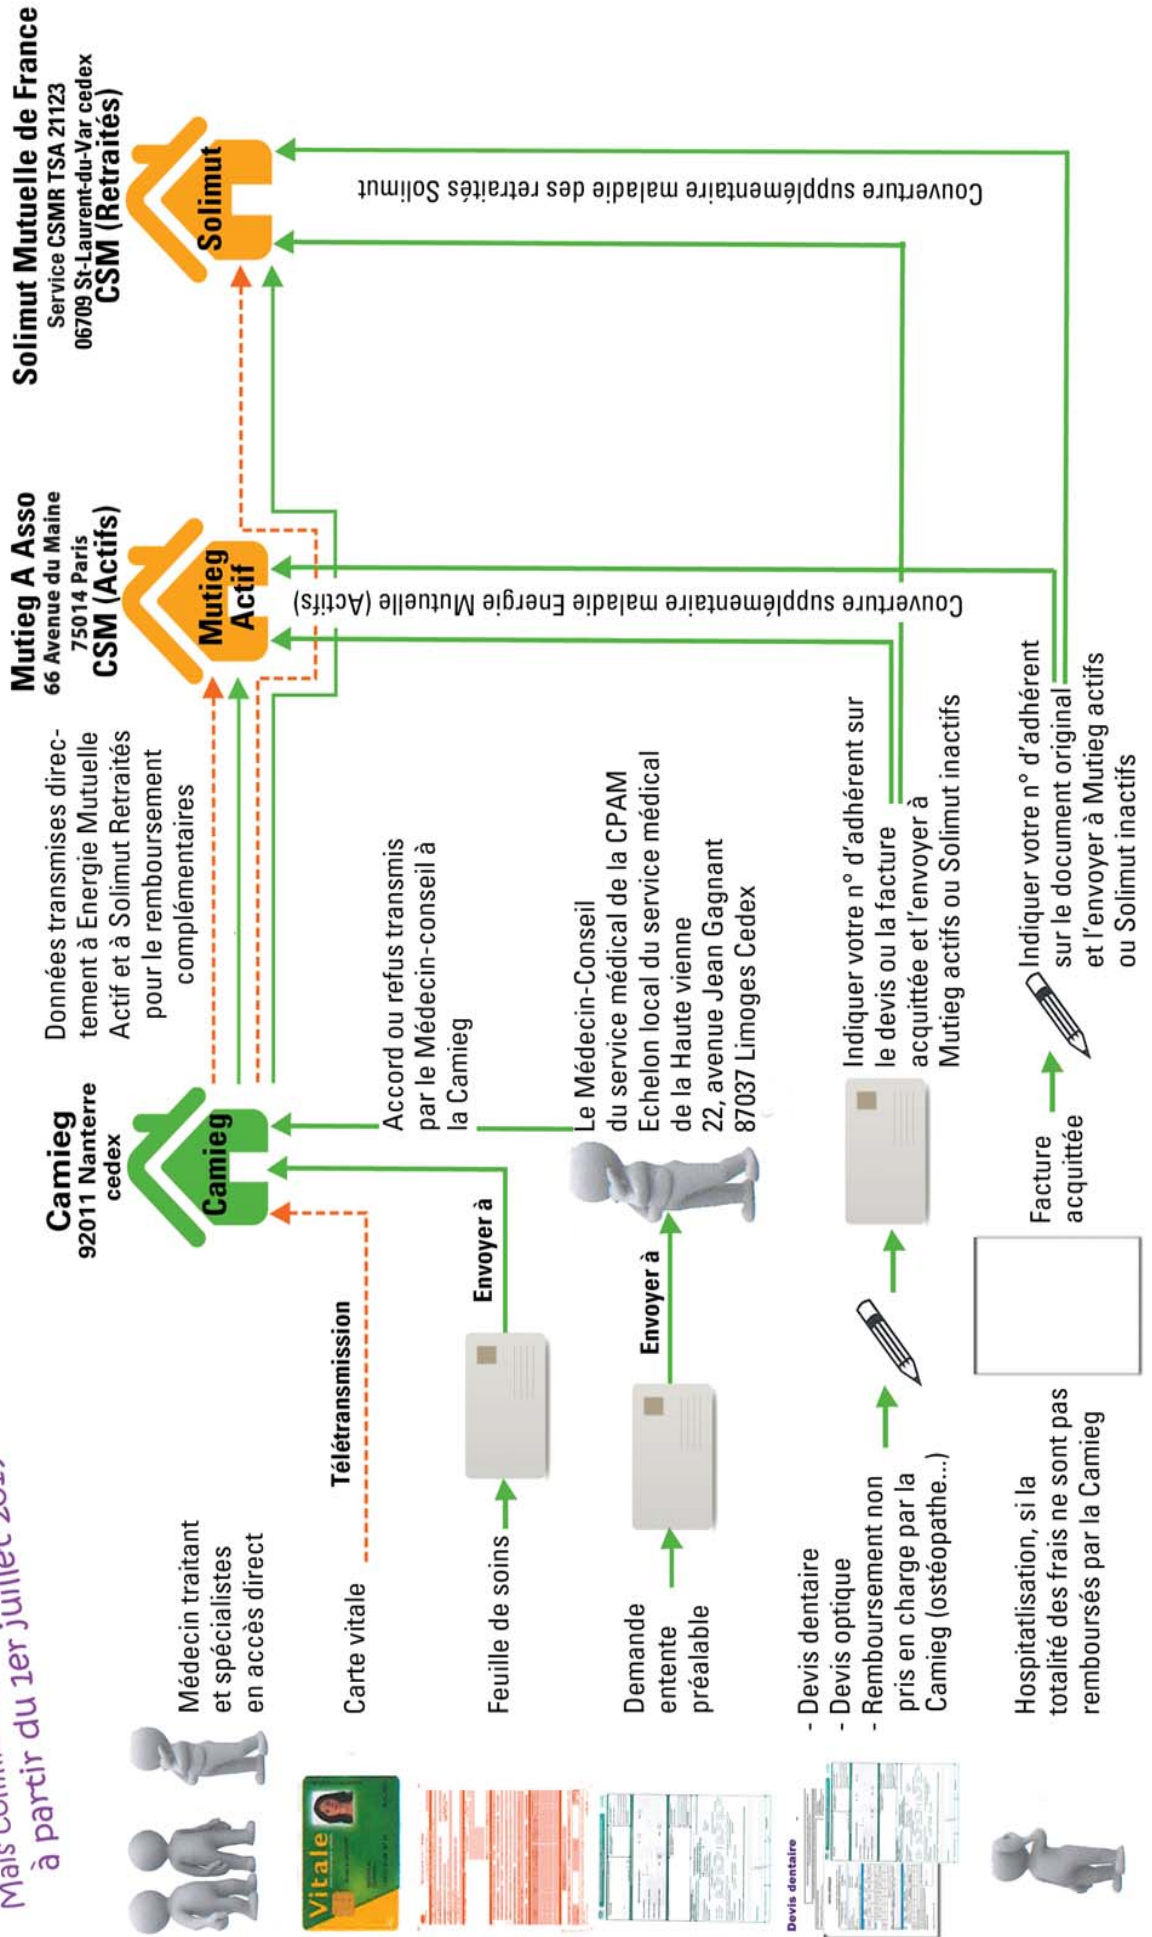 à partir du 1er juillet
Camieg
92011 Nanterre
cedex
Camieg
Mutieg A Asso
66 Avenue du Maine
75014 Paris
CSM (Actifs)
Mutieg
Actif
Solimut Mutuelle de France
Service CSMR TSA 21123
06709 St-Laurent-du-Var cedex
CSM (Retraités)
Solimut
Données transmises direc-
tement à Energie Mutuelle
Actif et à Solimut Retraités
pour le remboursement
complémentaires
Médecin traitant
et spécialistes
en accès direct
Vitale
Carte vitale
Télétransmission
Feuille de soins
Envoyer à
Accord ou refus transmis
par le Médecin-conseil à
la Camieg
Demande
entente
préalable
Envoyer à
Le Médecin-Conseil
du service médical de la CPAM
Echelon local du service médical
de la Haute vienne
22, avenue Jean Gagnant
87037 Limoges Cedex
Devis dentaire
- Devis dentaire
- Devis optique
- Remboursement non
pris en charge par la
Camieg (ostéopathe...)
Indiquer votre n° d'adhérent sur
le devis ou la facture
acquittée et l'envoyer à
Mutieg actifs ou Solimut inactifs
Couverture supplémentaire maladie Energie Mutuelle (Actifs)
Couverture supplémentaire maladie des retraités Solimut
Hospitatlisation, si la
totalité des frais ne sont pas
remboursés par la Camieg
Facture
acquittée
Indiquer votre n° d'adhérent
sur le document original
et l'envoyer à Mutieg actifs
ou Solimut inactifs